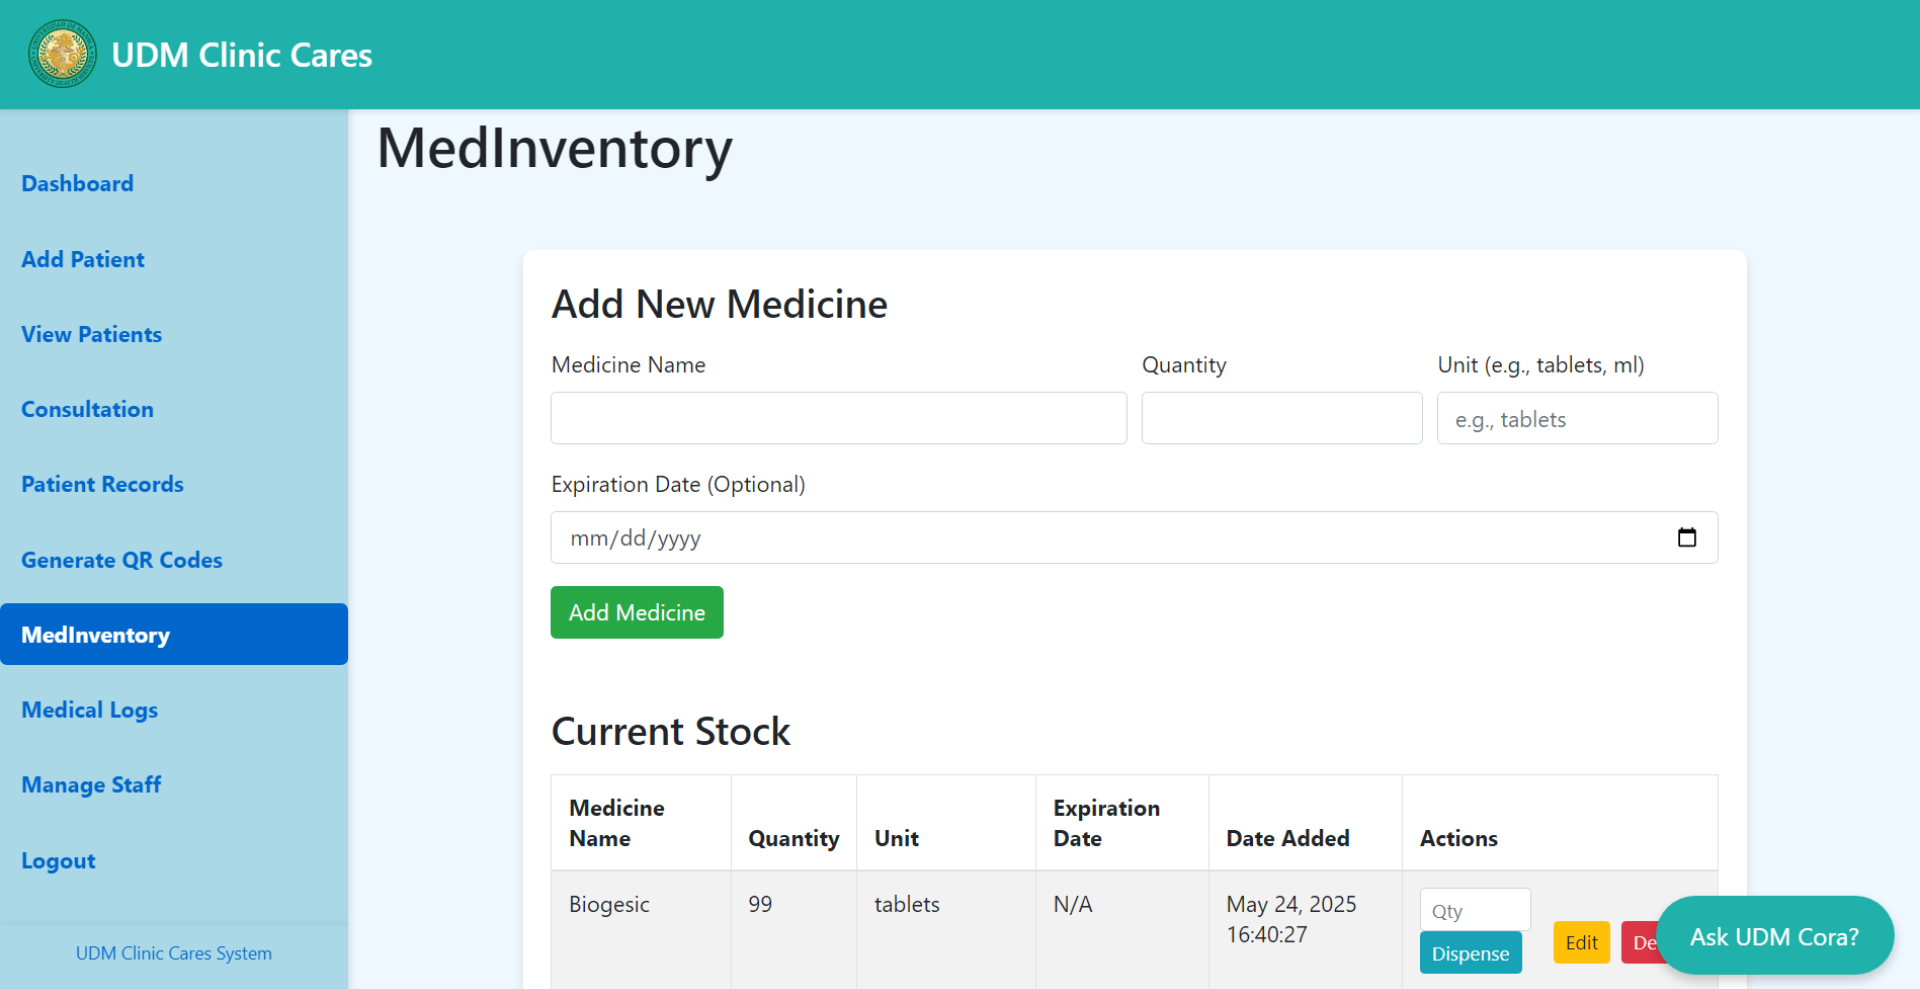 UDM Clinic Cares
Dashboard
Add Patient
View Patients
Consultation
Patient Records
Generate QR Codes
MedInventory
Medical Logs
Manage Staff
Logout
UDM Clinic Cares System
MedInventory
Add New Medicine
Medicine Name
Quantity
Unit (e.g., tablets, ml)
e.g., tablets
Expiration Date (Optional)
mm/dd/yyyy
Add Medicine
Current Stock
Medicine Name
Quantity
Unit
Expiration Date
Date Added
Actions
Biogesic
99
tablets
N/A
May 24, 2025
16:40:27
Qty
Dispense
Edit
De
Ask UDM Cora?